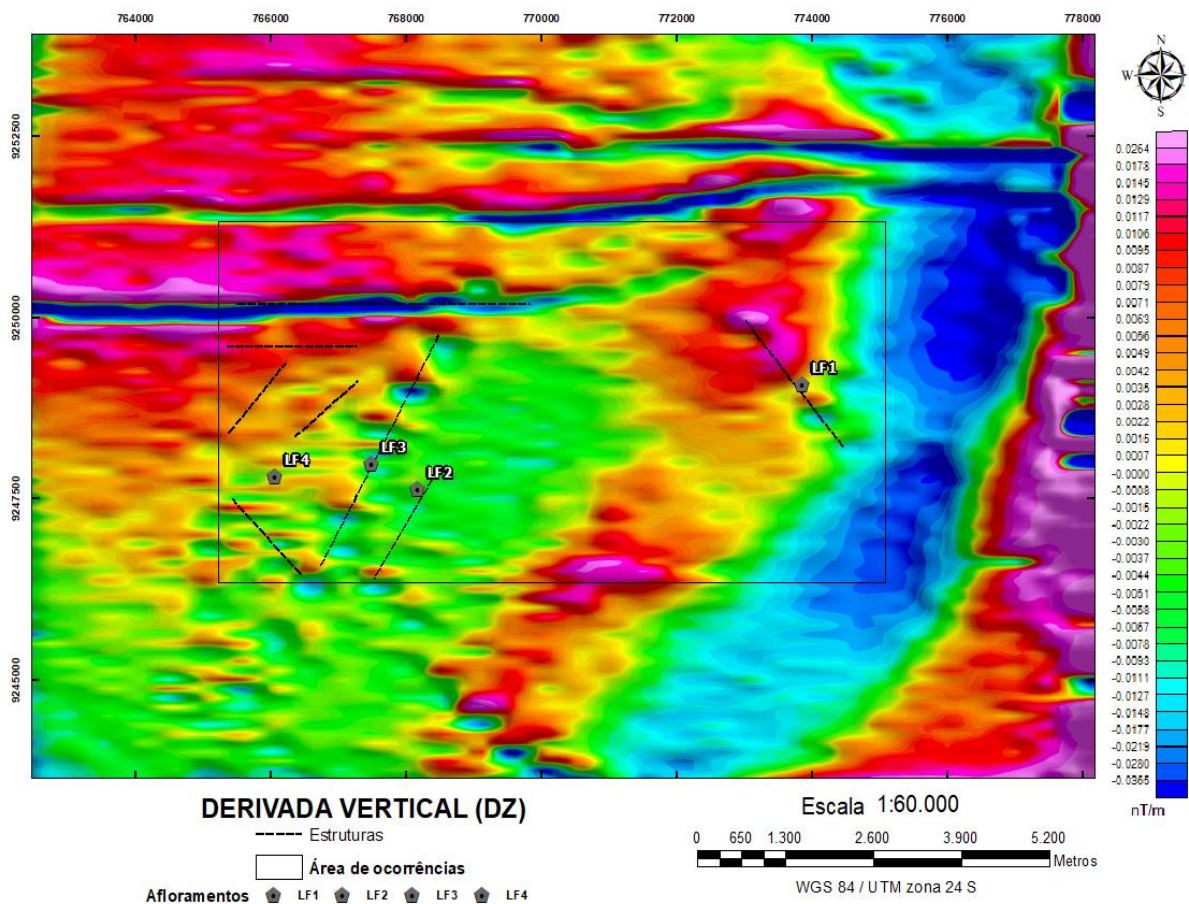 764000 766000 768000 770000 772000 774000 776000 778000
N
W E
S
9252500
9250000
9247500
9245000
LF1
LF3
LF4
LF2
0.0264
0.0178
0.0145
0.0129
0.0117
0.0106
0.0095
0.0087
0.0079
0.0071
0.0063
0.0056
0.0049
0.0042
0.0035
0.0028
0.0022
0.0015
0.0007
-0.0000
-0.0008
-0.0015
-0.0022
-0.0030
-0.0037
-0.0044
-0.0051
-0.0058
-0.0067
-0.0078
-0.0093
-0.0111
-0.0127
-0.0148
-0.0177
-0.0219
-0.0280
-0.0365
nT/m
DERIVADA VERTICAL (DZ)
Estruturas
Área de ocorrências
Afloramentos LF1 LF2 LF3 LF4
Escala 1:60.000
0 650 1.300 2.600 3.900 5.200
Metros
WGS 84 / UTM zona 24 S